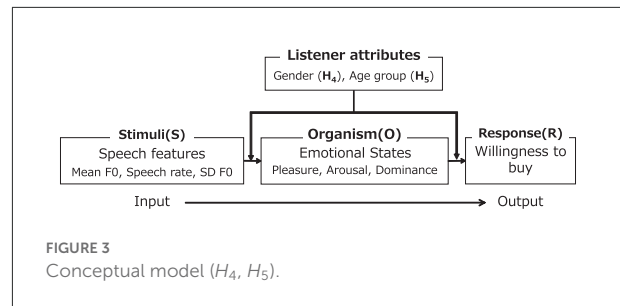 Listener attributes
Gender (H4), Age group (H5)
Stimuli(S)
Speech features
Mean F0, Speech rate, SD F0
Organism(O)
Emotional States
Pleasure, Arousal, Dominance
Response(R)
Willingness to
buy
Input
Output
FIGURE 3
Conceptual model (H4, H5).